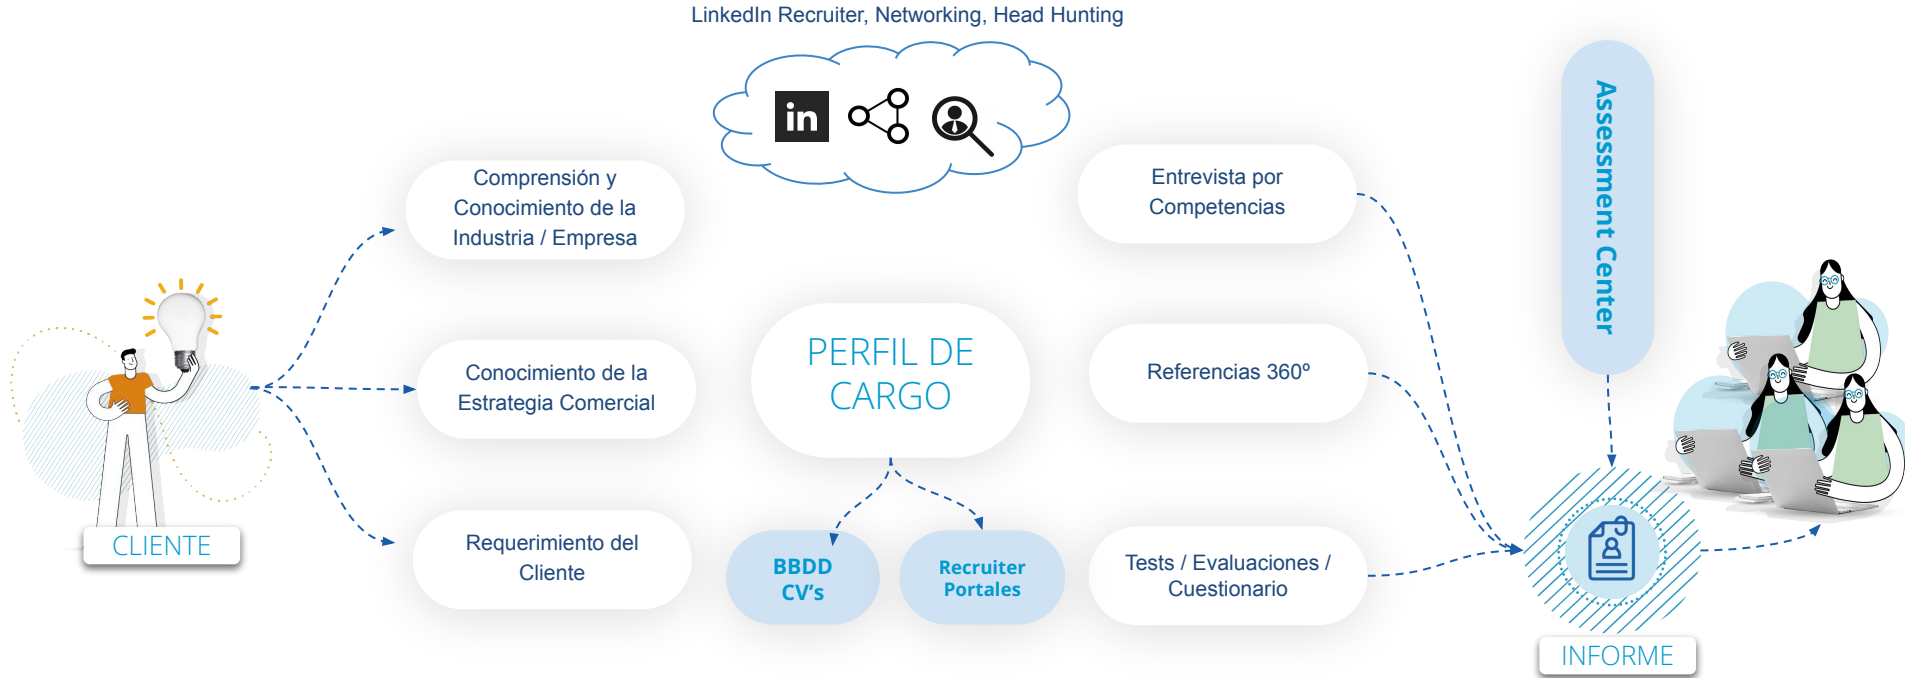 LinkedIn Recruiter, Networking, Head Hunting
in
Comprensión y
Conocimiento de la
Industria / Empresa
Conocimiento de la
Estrategia Comercial
Requerimiento del
Cliente
CLIENTE
PERFIL DE
CARGO
BBDD
CV's
Recruiter
Portales
Entrevista por
Competencias
Referencias 360º
Tests / Evaluaciones /
Cuestionario
Assessment Center
INFORME